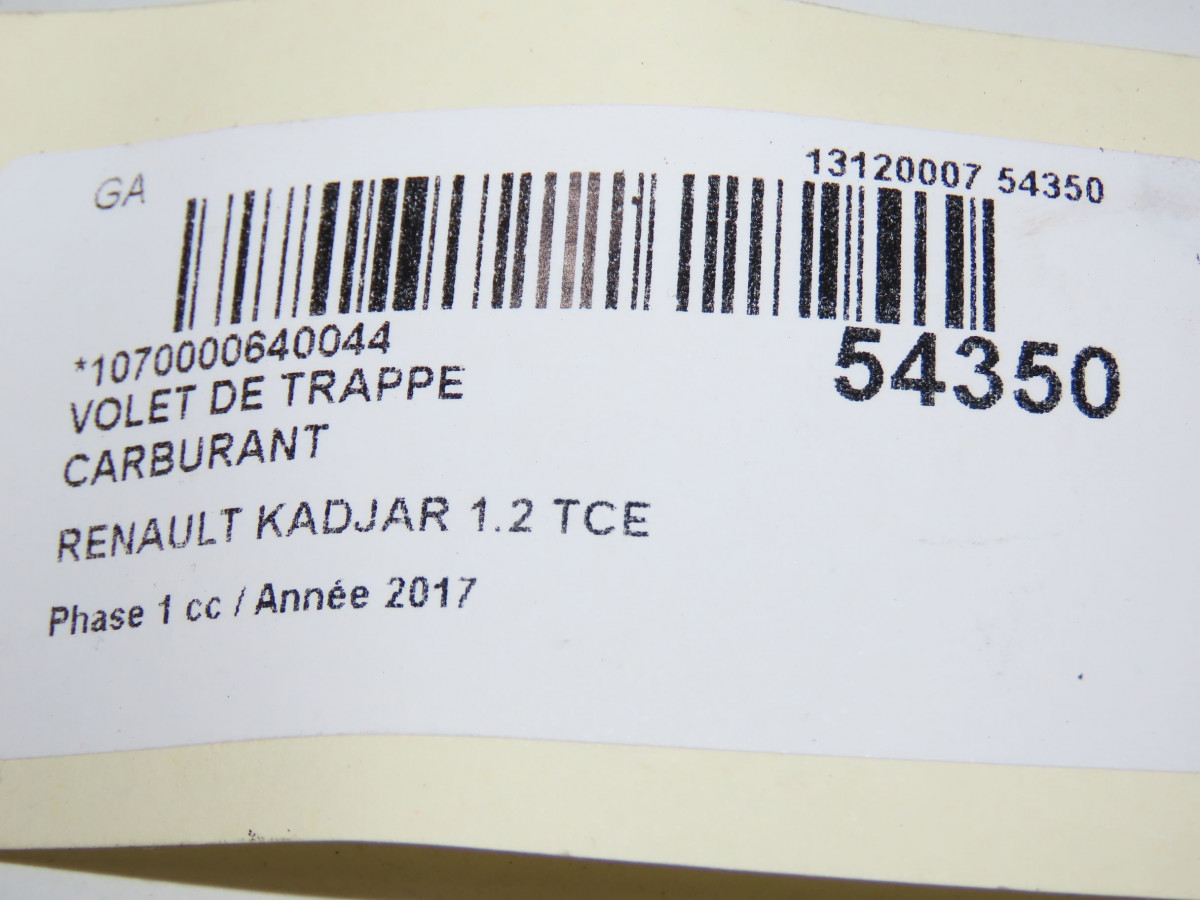 GA
13120007 54350
*1070000640044
54350
VOLET DE TRAPPE
CARBURANT
RENAULT KADJAR 1.2 TCE
Phase 1 cc / Année 2017